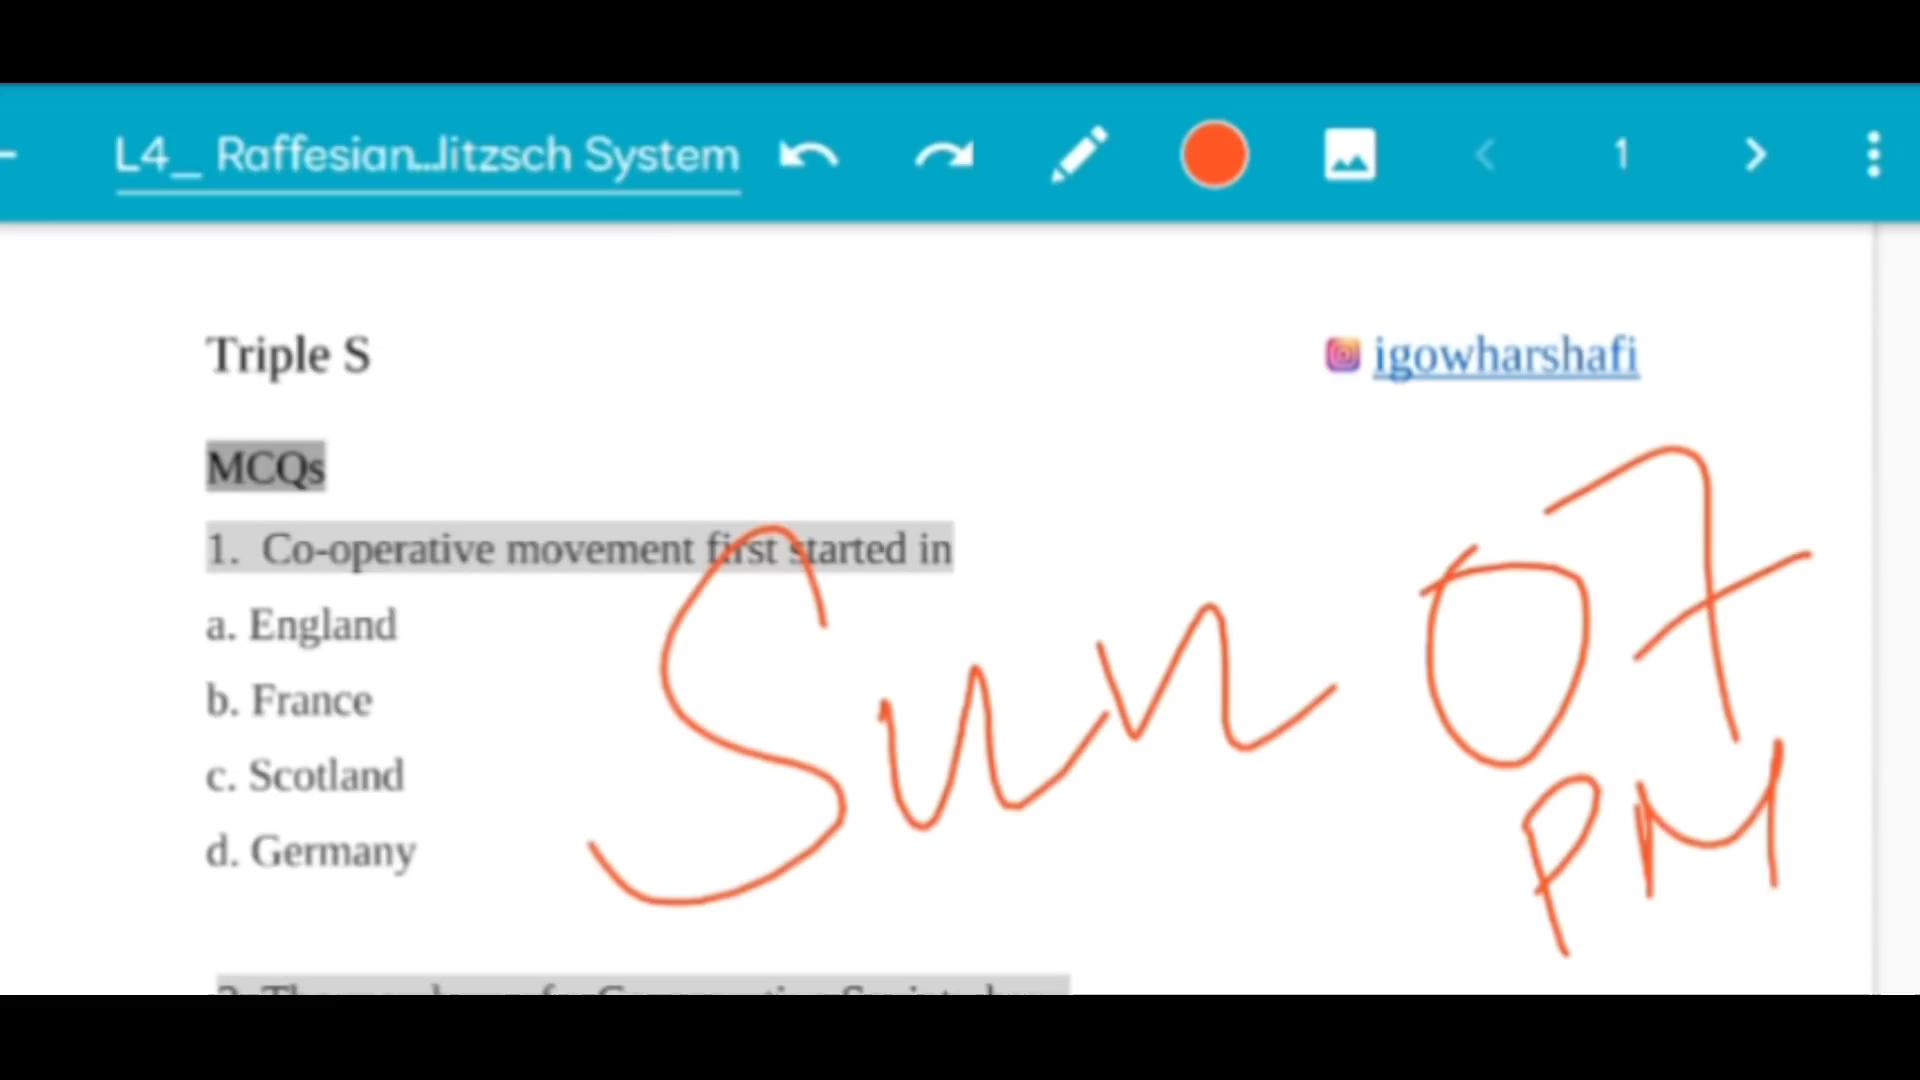 L4_ Raffesian...litzsch System 1
Triple S igowharshafi
MCQs
1. Co-operative movement first started in
a. England
b. France
c. Scotland
d. Germany
Sun 07
PM